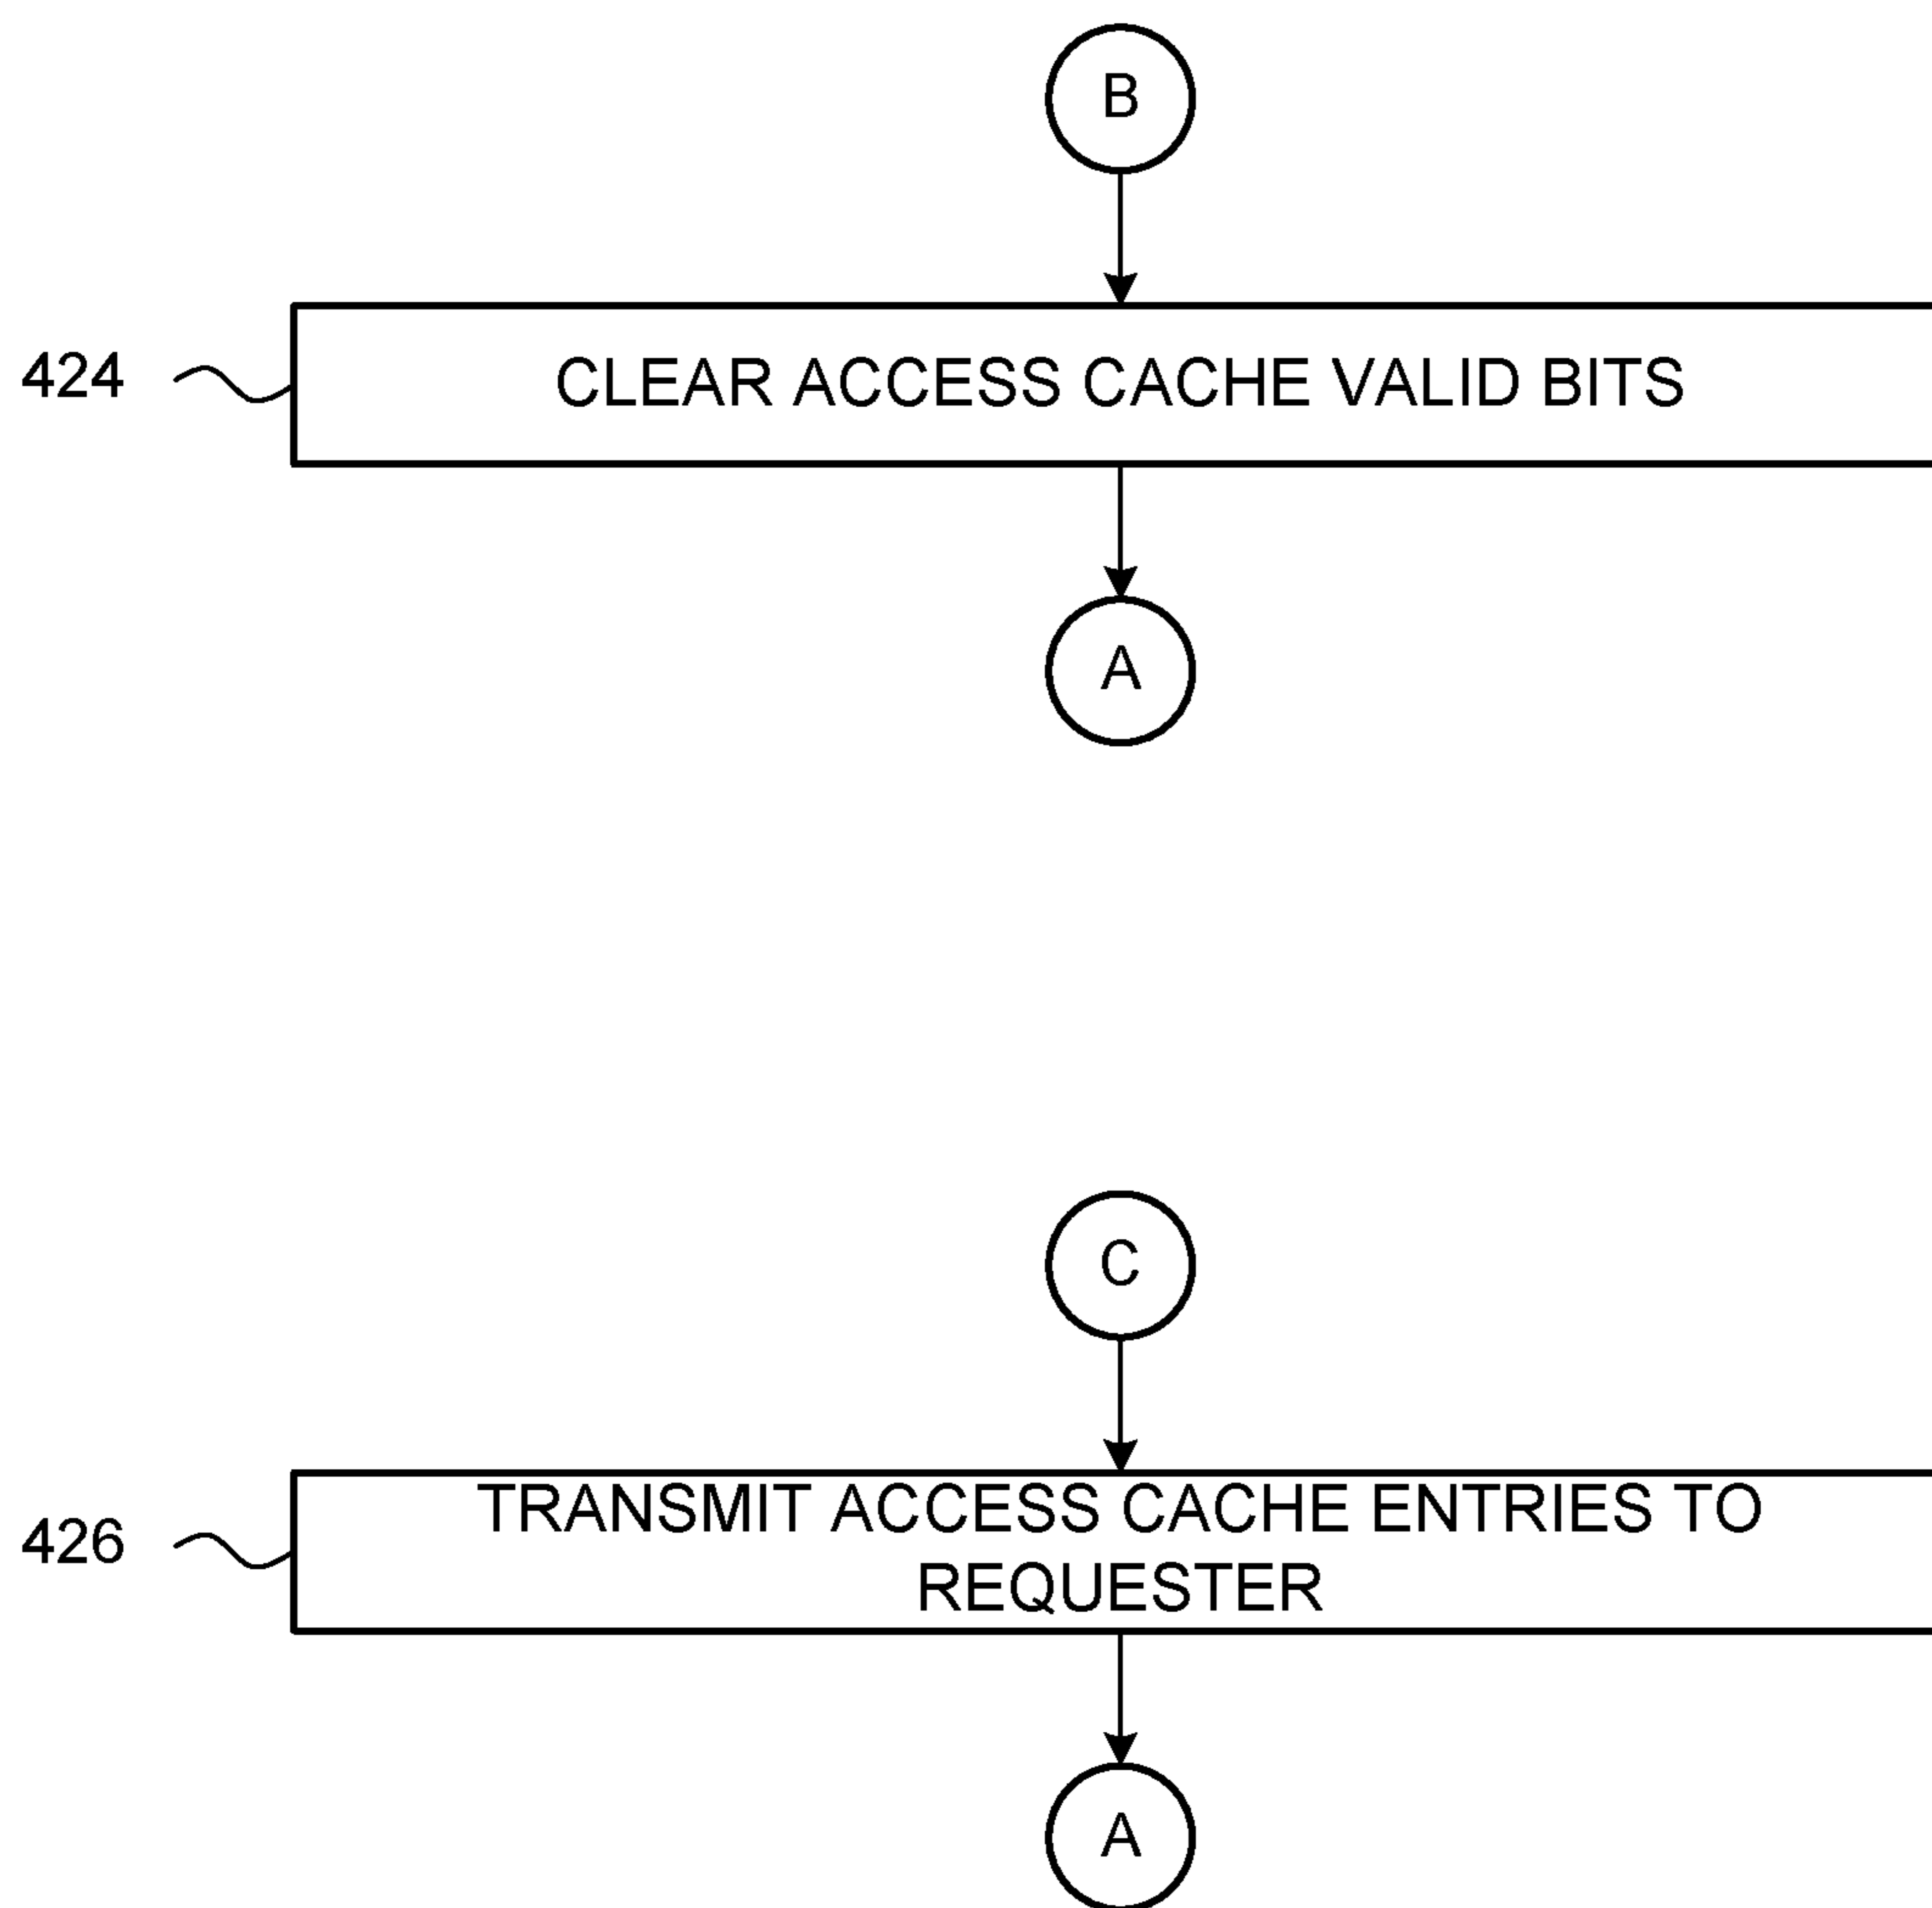 B
424
CLEAR ACCESS CACHE VALID BITS
A
C
426
TRANSMIT ACCESS CACHE ENTRIES TO
REQUESTER
A